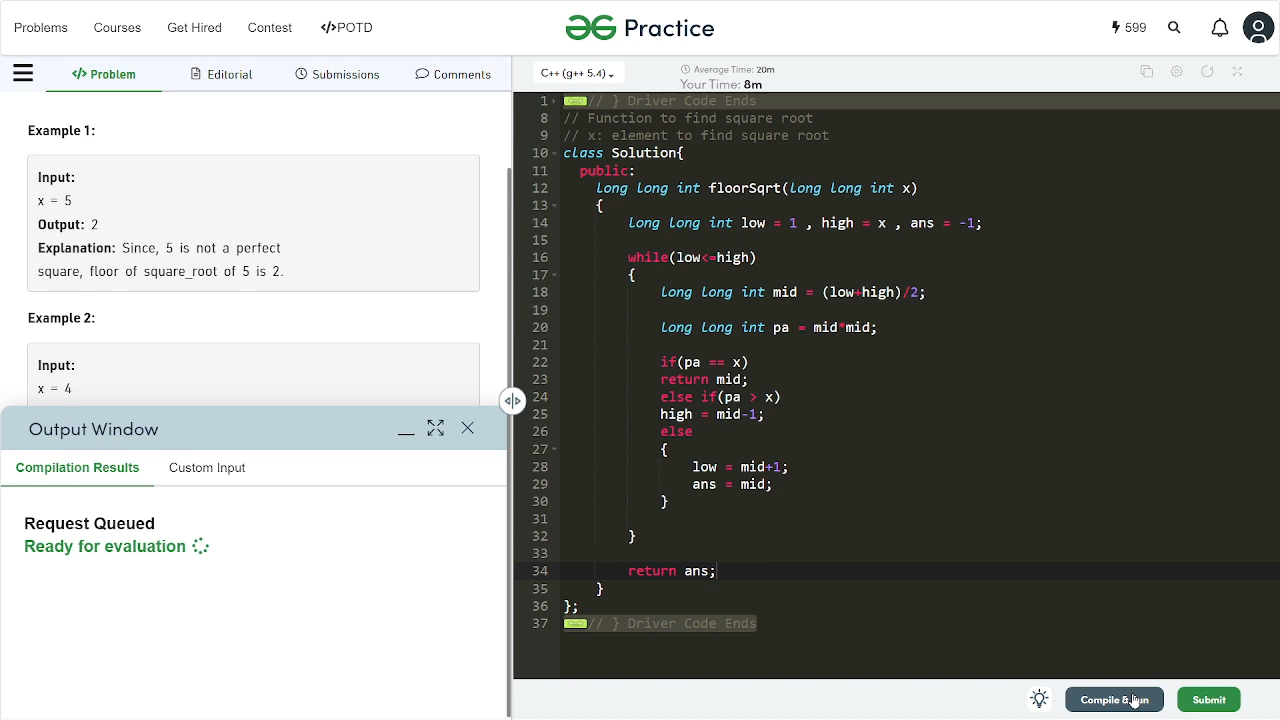 Problems Courses Get Hired Contest </>POTD
Practice
599
</> Problem Editorial Submissions Comments
C++ (g++ 5.4)
Average Time: 20m
Your Time: 8m
Example 1:
Input:
x = 5
Output: 2
Explanation: Since, 5 is not a perfect
square, floor of square_root of 5 is 2.
Example 2:
Input:
x = 4
Output Window
Compilation Results Custom Input
Request Queued
Ready for evaluation
1 // } Driver Code Ends
8 // Function to find square root
9 // x: element to find square root
10 class Solution{
11 public:
12 long long int floorSqrt(long long int x)
13 {
14 long long int low = 1 , high = x , ans = -1;
15
16 while(low<=high)
17 {
18 long long int mid = (low+high)/2;
19
20 long long int pa = mid*mid;
21
22 if(pa == x)
23 return mid;
24 else if(pa > x)
25 high = mid-1;
26 else
27 {
28 low = mid+1;
29 ans = mid;
30 }
31
32 }
33
34 return ans;
35 }
36 };
37 // } Driver Code Ends
Compile & Run Submit